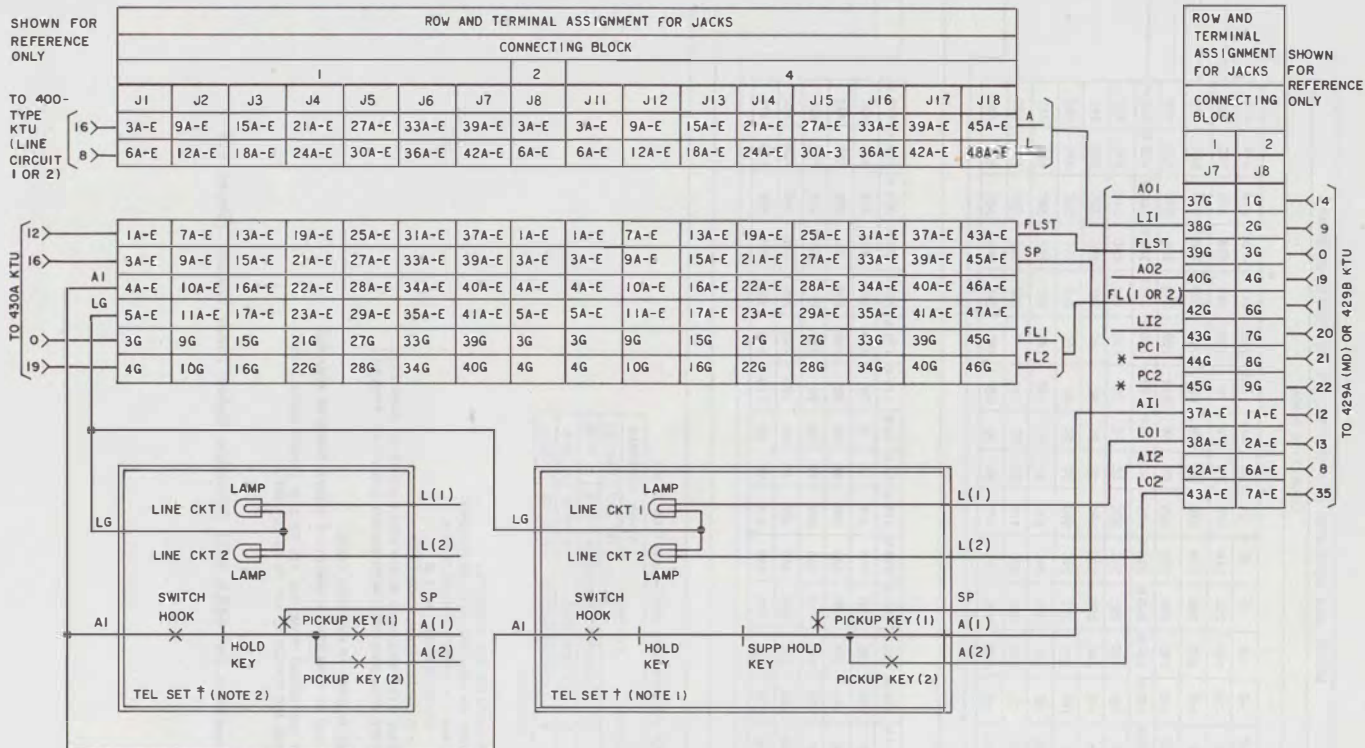 SHOWN FOR
REFERENCE
ONLY
ROW AND TERMINAL ASSIGNMENT FOR JACKS
CONNECTING BLOCK
1 2 4
TO 400-
TYPE
KTU
(LINE
CIRCUIT
1 OR 2)
J1 J2 J3 J4 J5 J6 J7 J8 J11 J12 J13 J14 J15 J16 J17 J18
16 3A-E 9A-E 15A-E 21A-E 27A-E 33A-E 39A-E 3A-E 3A-E 9A-E 15A-E 21A-E 27A-E 33A-E 39A-E 45A-E A
8 6A-E 12A-E 18A-E 24A-E 30A-E 36A-E 42A-E 6A-E 6A-E 12A-E 18A-E 24A-E 30A-3 36A-E 42A-E 48A-E L
TO 430A KTU
12 1A-E 7A-E 13A-E 19A-E 25A-E 31A-E 37A-E 1A-E 1A-E 7A-E 13A-E 19A-E 25A-E 31A-E 37A-E 43A-E FLST
16 3A-E 9A-E 15A-E 21A-E 27A-E 33A-E 39A-E 3A-E 3A-E 9A-E 15A-E 21A-E 27A-E 33A-E 39A-E 45A-E SP
A1 4A-E 10A-E 16A-E 22A-E 28A-E 34A-E 40A-E 4A-E 4A-E 10A-E 16A-E 22A-E 28A-E 34A-E 40A-E 46A-E
LG 5A-E 11A-E 17A-E 23A-E 29A-E 35A-E 41A-E 5A-E 5A-E 11A-E 17A-E 23A-E 29A-E 35A-E 41A-E 47A-E
0 3G 9G 15G 21G 27G 33G 39G 3G 3G 9G 15G 21G 27G 33G 39G 45G FL1
19 4G 10G 16G 22G 28G 34G 40G 4G 4G 10G 16G 22G 28G 34G 40G 46G FL2
ROW AND
TERMINAL
ASSIGNMENT
FOR JACKS
CONNECTING
BLOCK
SHOWN
FOR
REFERENCE
ONLY
1 2
J7 J8
AO1 37G 1G 14
LI1 38G 2G 9
FLST 39G 3G 0
AO2 40G 4G 19
FL(1 OR 2) 42G 6G 1
LI2 43G 7G 20
* PC1 44G 8G 21
* PC2 45G 9G 22
AI1 37A-E 1A-E 12
LO1 38A-E 2A-E 13
AI2 42A-E 6A-E 8
LO2 43A-E 7A-E 35
TO 429A (MD) OR 429B KTU
LG
LAMP
LINE CKT 1
L(1)
LINE CKT 2
L(2)
LAMP
SWITCH
HOOK
SP
A1
PICKUP KEY (1)
A(1)
HOLD
KEY
A(2)
PICKUP KEY (2)
TEL SET ‡ (NOTE 2)
LG
LAMP
LINE CKT 1
L(1)
LINE CKT 2
L(2)
LAMP
SWITCH
HOOK
SP
A1
PICKUP KEY (1)
A(1)
HOLD
KEY
SUPP HOLD
KEY
A(2)
PICKUP KEY (2)
TEL SET † (NOTE 1)